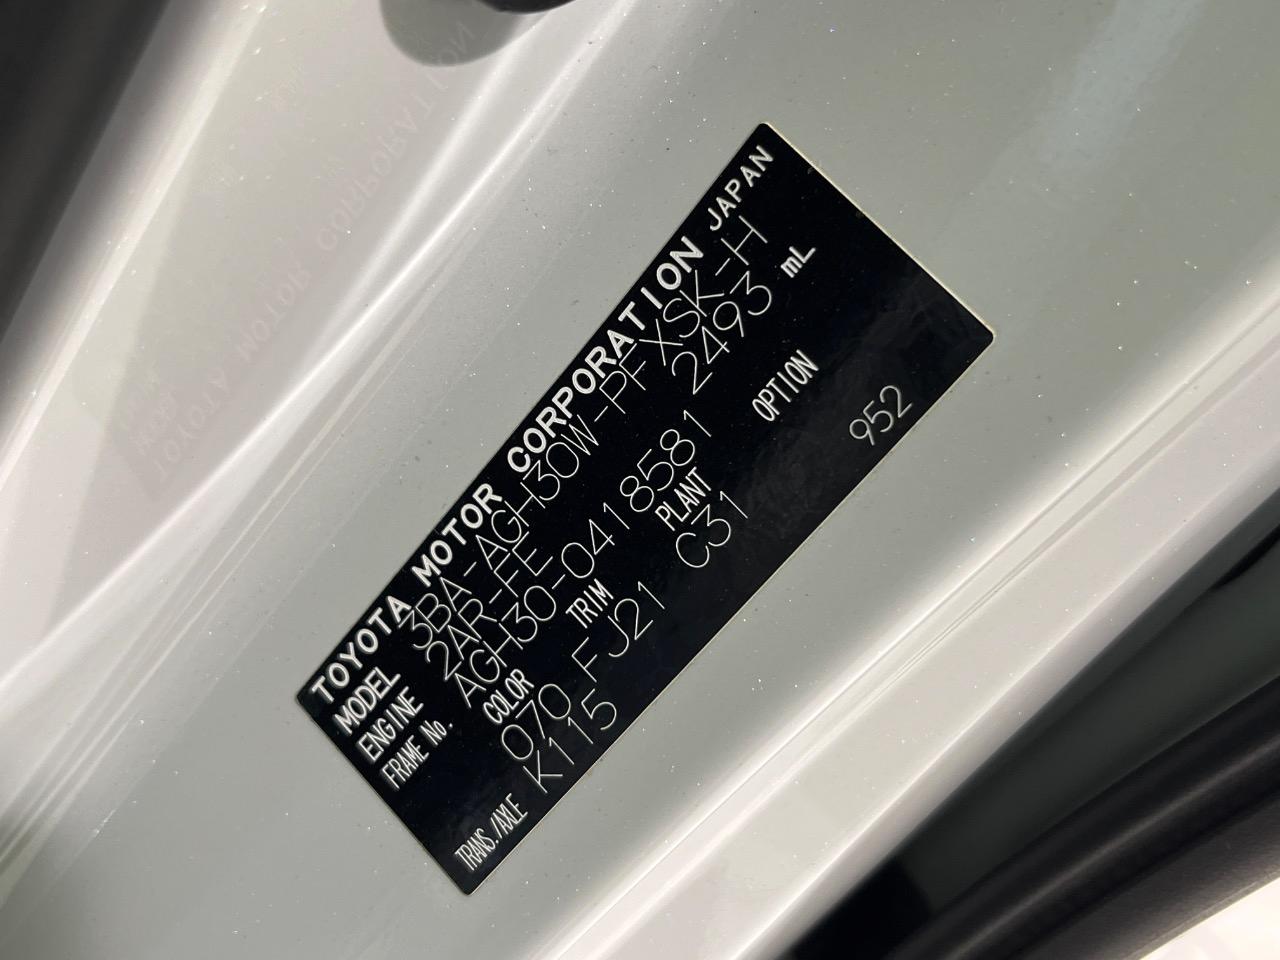 TOYOTA MOTOR CORPORATION JAPAN
MODEL 3BA-AGH30W-PFXSK-H
ENGINE 2AR-FE 2493 mL
FRAME No. AGH30-0418581
COLOR TRIM PLANT OPTION
070 FJ21 C31 952
TRANS./AXLE K115